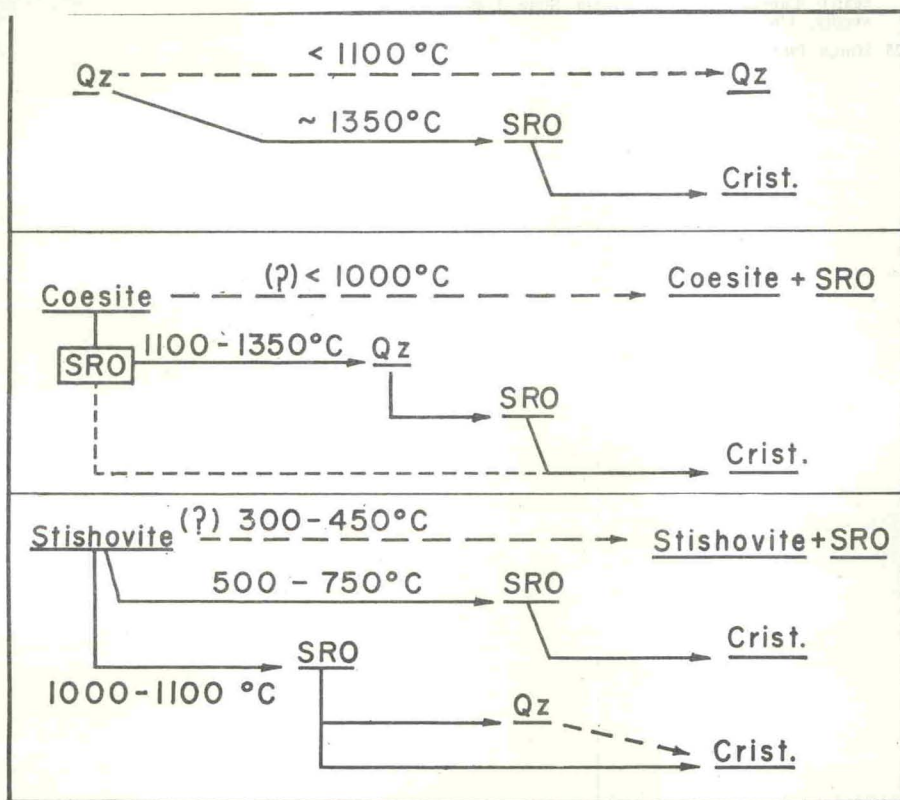 < 1100°C
Qz Qz
~ 1350°C SRO
Crist.
(?) < 1000°C
Coesite Coesite + SRO
SRO 1100-1350°C Qz
SRO
Crist.
(?) 300-450°C
Stishovite Stishovite + SRO
500 - 750°C SRO
Crist.
SRO
1000-1100 °C
Qz
Crist.